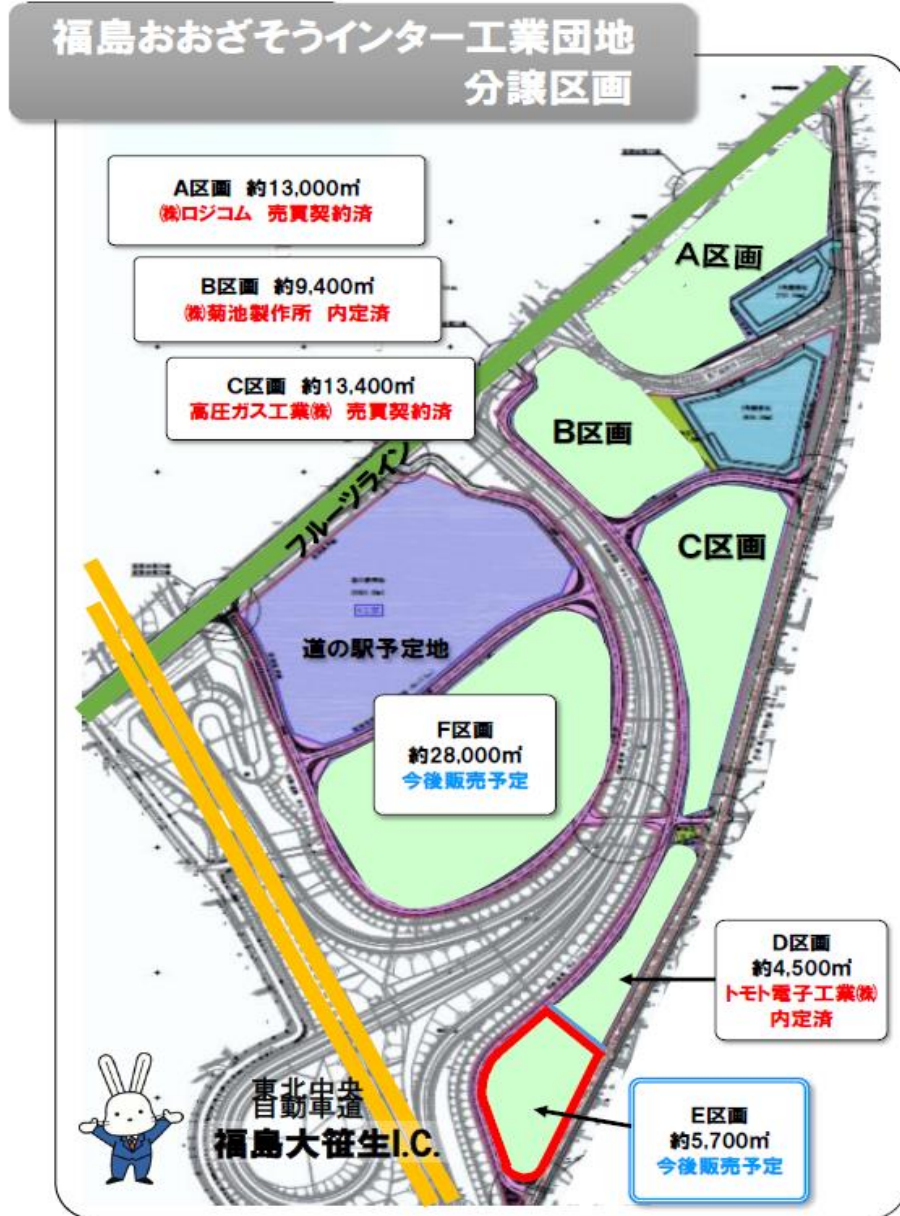 福島おおざそうインター工業団地
分譲区画
A区画 約13,000㎡
㈱ロジコム 売買契約済
B区画 約9,400㎡
㈱菊池製作所 内定済
C区画 約13,400㎡
高圧ガス工業㈱ 売買契約済
A区画
B区画
C区画
フルーツライン
道の駅予定地
F区画
約28,000㎡
今後販売予定
D区画
約4,500㎡
トモト電子工業㈱
内定済
E区画
約5,700㎡
今後販売予定
東北中央
自動車道
福島大笹生I.C.